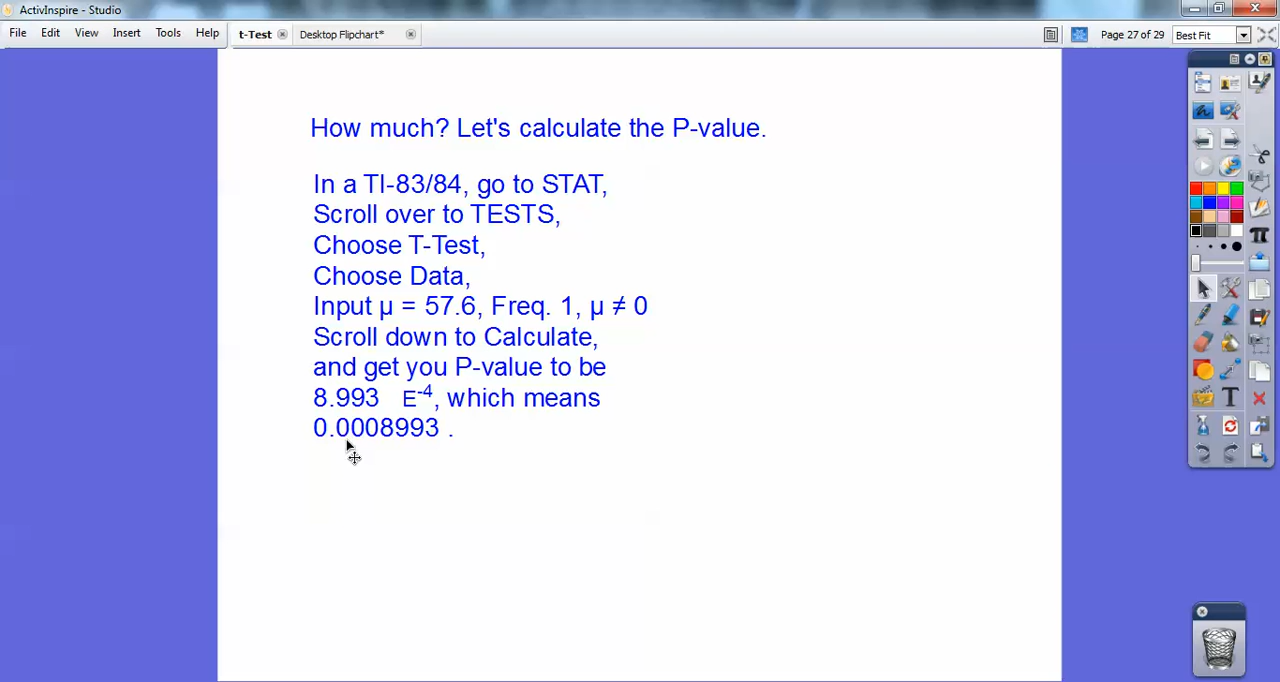 ActivInspire - Studio
File Edit View Insert Tools Help t-Test Desktop Flipchart* Page 27 of 29 Best Fit
How much? Let's calculate the P-value.
In a TI-83/84, go to STAT,
Scroll over to TESTS,
Choose T-Test,
Choose Data,
Input µ = 57.6, Freq. 1, µ ≠ 0
Scroll down to Calculate,
and get you P-value to be
8.993 E⁻⁴, which means
0.0008993 .